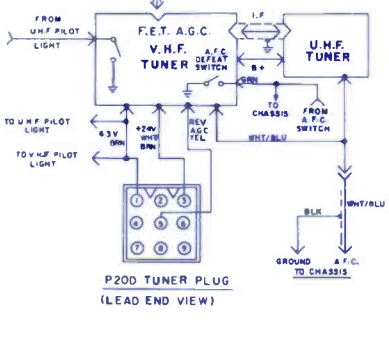 FROM
U.H.F PILOT
LIGHT
F.E.T. A.G.C.
V.H.F.
TUNER
A.F.C.
DEFEAT
SWITCH
I.F
B+
U.H.F.
TUNER
GRN
TO
CHASSIS
FROM
A.F.C.
SWITCH
TO U.H.F PILOT
LIGHT
6.3V
BRN
+24V
WHT/
BRN
REV
AGC
YEL
WHT/BLU
TO V.H.F PILOT
LIGHT
1 2 3
4 5 6
7 8 9
WHT/BLU
BLK
GROUND A.F.C.
TO CHASSIS
P200 TUNER PLUG
(LEAD END VIEW)